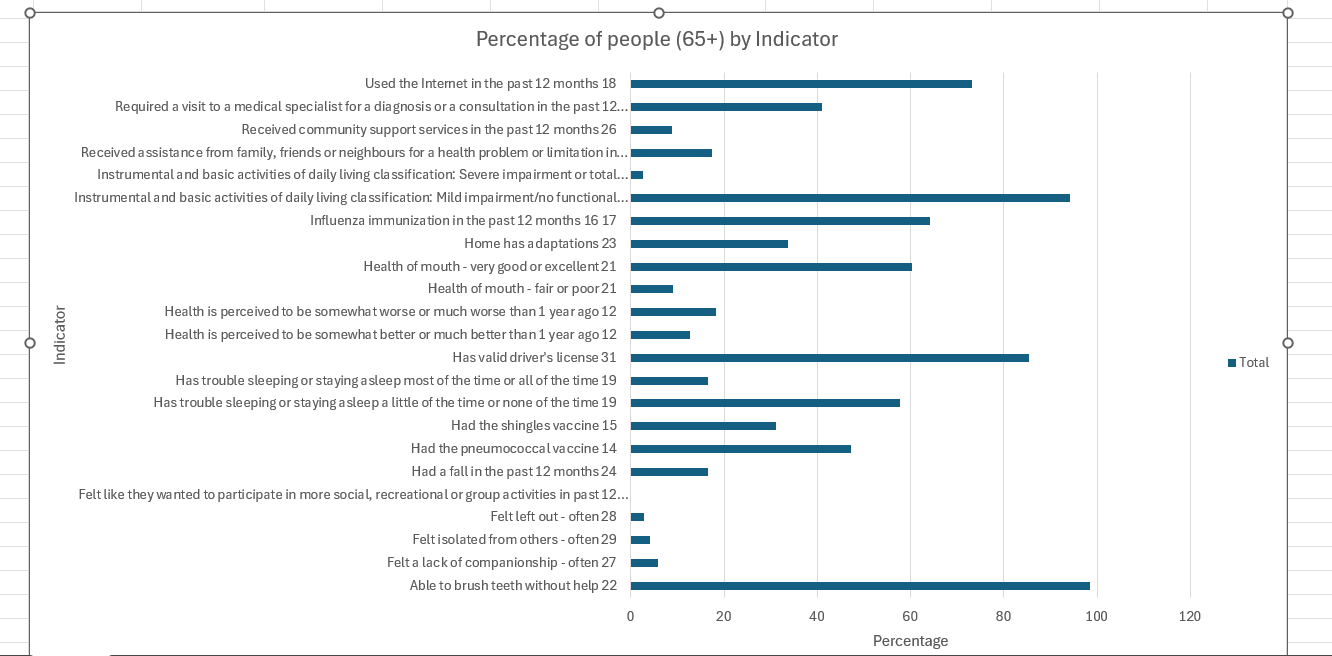 Percentage of people (65+) by Indicator
Used the Internet in the past 12 months 18
Required a visit to a medical specialist for a diagnosis or a consultation in the past 12...
Received community support services in the past 12 months 26
Received assistance from family, friends or neighbours for a health problem or limitation in...
Instrumental and basic activities of daily living classification: Severe impairment or total...
Instrumental and basic activities of daily living classification: Mild impairment/no functional...
Influenza immunization in the past 12 months 16 17
Home has adaptations 23
Health of mouth - very good or excellent 21
Health of mouth - fair or poor 21
Health is perceived to be somewhat worse or much worse than 1 year ago 12
Health is perceived to be somewhat better or much better than 1 year ago 12
Has valid driver's license 31
Has trouble sleeping or staying asleep most of the time or all of the time 19
Has trouble sleeping or staying asleep a little of the time or none of the time 19
Had the shingles vaccine 15
Had the pneumococcal vaccine 14
Had a fall in the past 12 months 24
Felt like they wanted to participate in more social, recreational or group activities in past 12...
Felt left out - often 28
Felt isolated from others - often 29
Felt a lack of companionship - often 27
Able to brush teeth without help 22
Indicator
0 20 40 60 80 100 120
Percentage
Total